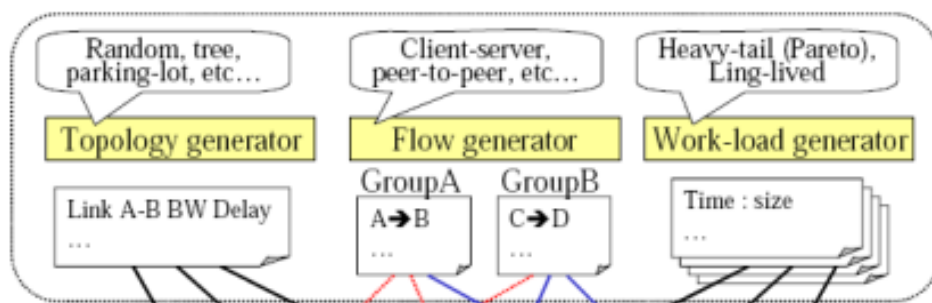 Random, tree,
parking-lot, etc…
Client-server,
peer-to-peer, etc…
Heavy-tail (Pareto),
Ling-lived
Topology generator
Flow generator
Work-load generator
GroupA
GroupB
Link A-B BW Delay
…
A➔B
…
C➔D
…
Time : size
…